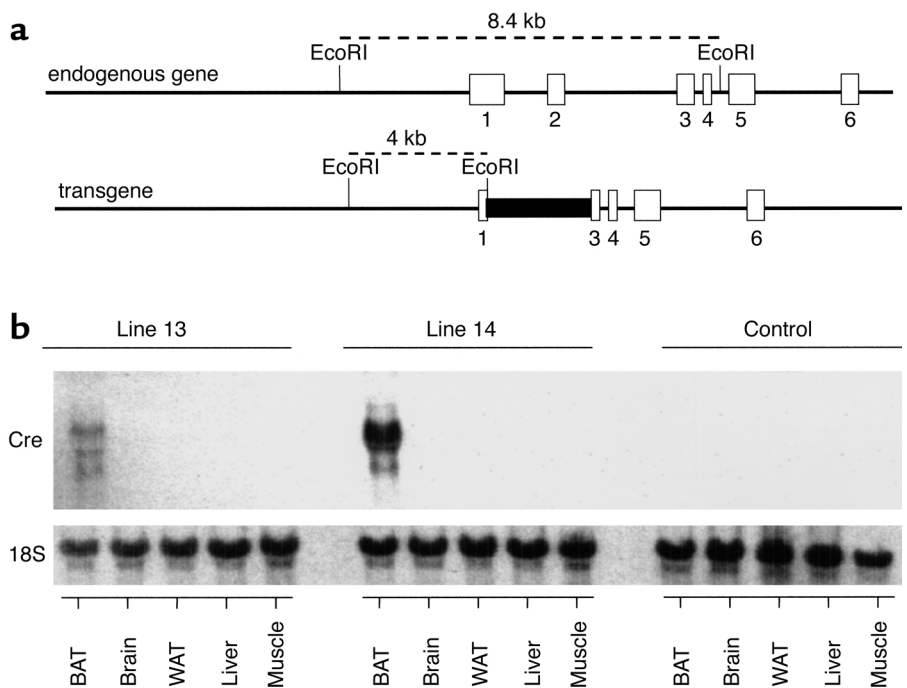 a
8.4 kb
EcoRI EcoRI
endogenous gene
1 2 3 4 5 6
4 kb
EcoRI EcoRI
transgene
1 3 4 5 6
b
Line 13 Line 14 Control
Cre
18S
BAT Brain WAT Liver Muscle BAT Brain WAT Liver Muscle BAT Brain WAT Liver Muscle